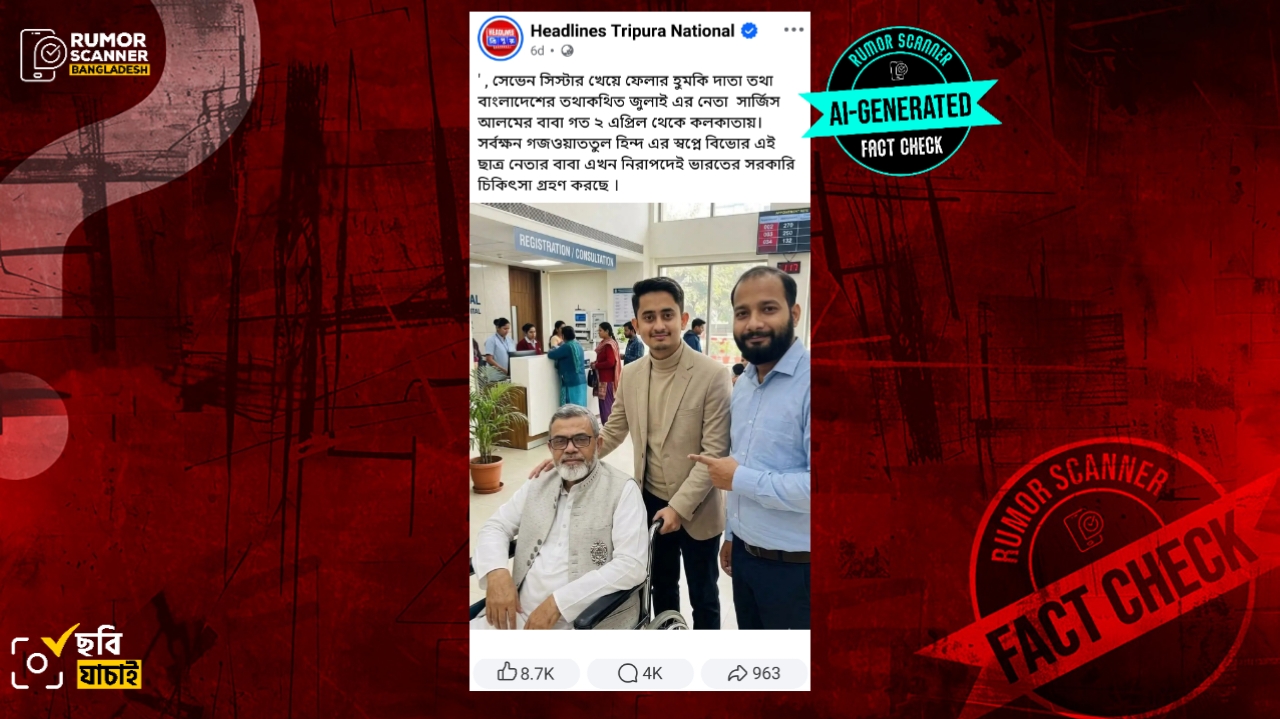 RUMOR
SCANNER
BANGLADESH
Headlines Tripura National
6d
' , সেভেন সিস্টার খেয়ে ফেলার হুমকি দাতা তথা
বাংলাদেশের তথাকথিত জুলাই এর নেতা সার্জিস
আলমের বাবা গত ২ এপ্রিল থেকে কলকাতায়।
সর্বক্ষন গজওয়াততুল হিন্দ এর স্বপ্নে বিভোর এই
ছাত্র নেতার বাবা এখন নিরাপদেই ভারতের সরকারি
চিকিৎসা গ্রহণ করছে ।
REGISTRATION / CONSULTATION
8.7K
4K
963
RUMOR SCANNER
AI-GENERATED
FACT CHECK
RUMOR SCANNER
FACT CHECK
ছবি
যাচাই